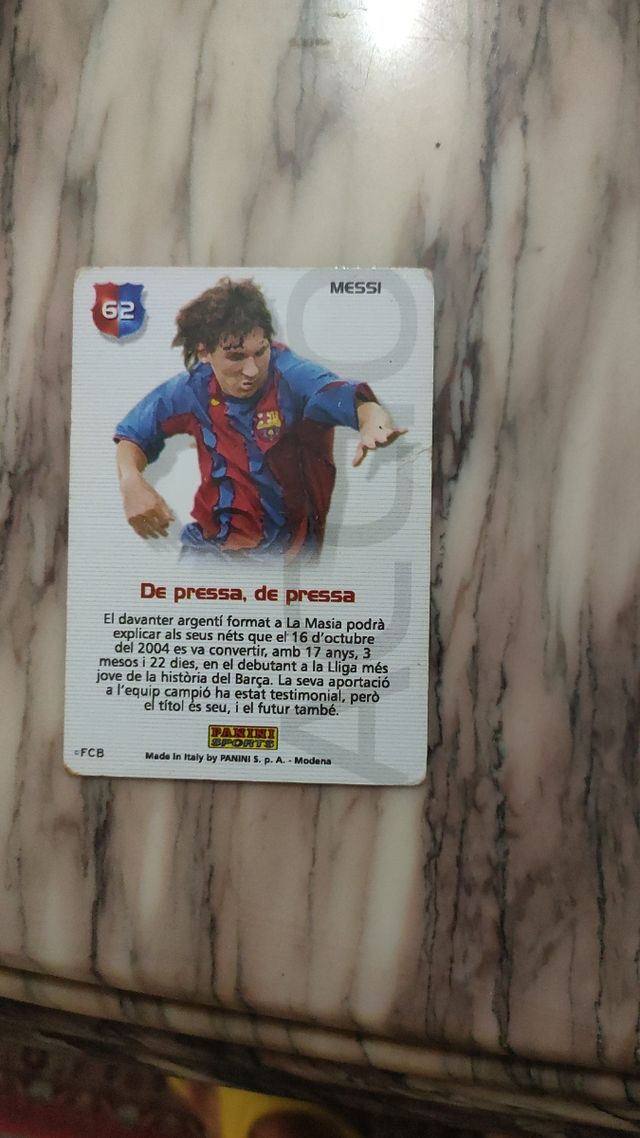 62
MESSI
ACCIÓ
De pressa, de pressa
El davanter argentí format a La Masia podrà
explicar als seus néts que el 16 d'octubre
del 2004 es va convertir, amb 17 anys, 3
mesos i 22 dies, en el debutant a la Lliga més
jove de la història del Barça. La seva aportació
a l'equip campió ha estat testimonial, però
el títol és seu, i el futur també.
PANINI
SPORTS
©FCB
Made in Italy by PANINI S. p. A. - Modena